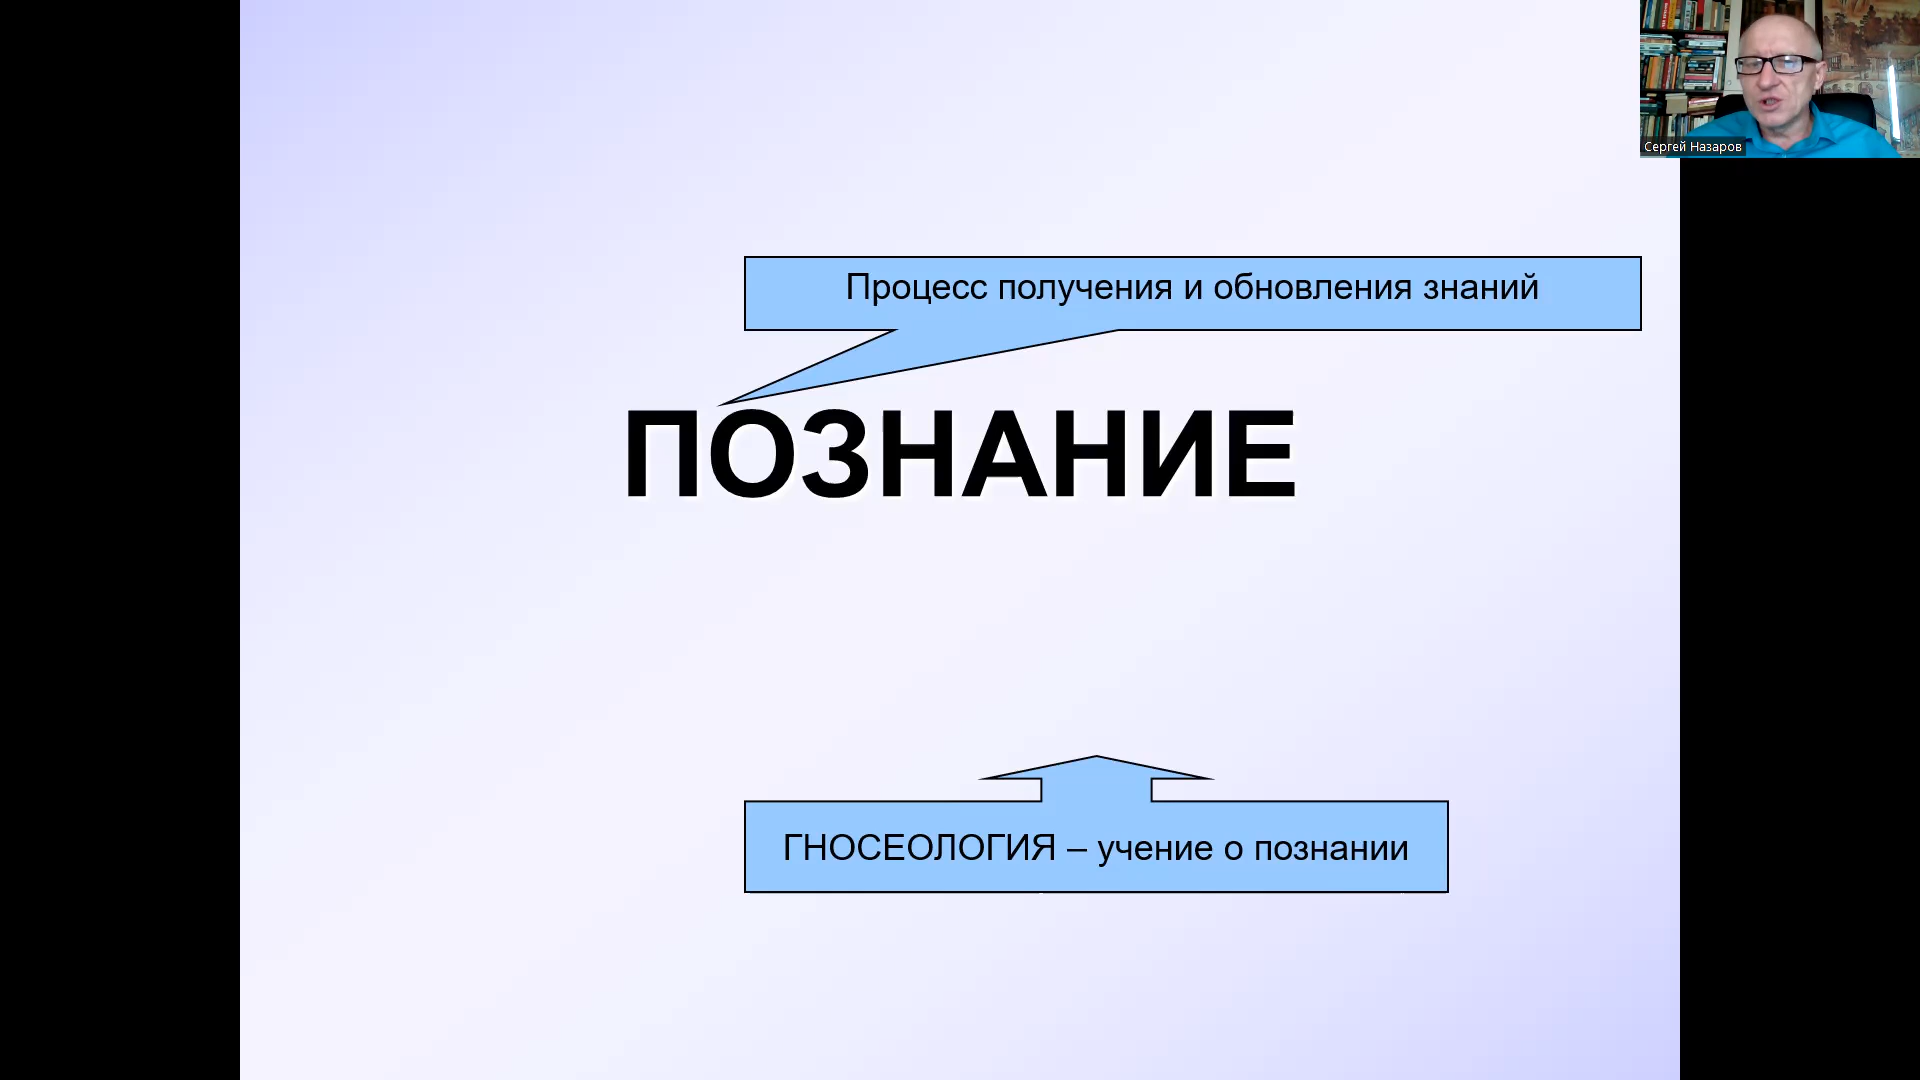 Сергей Назаров
Процесс получения и обновления знаний
ПОЗНАНИЕ
ГНОСЕОЛОГИЯ – учение о познании